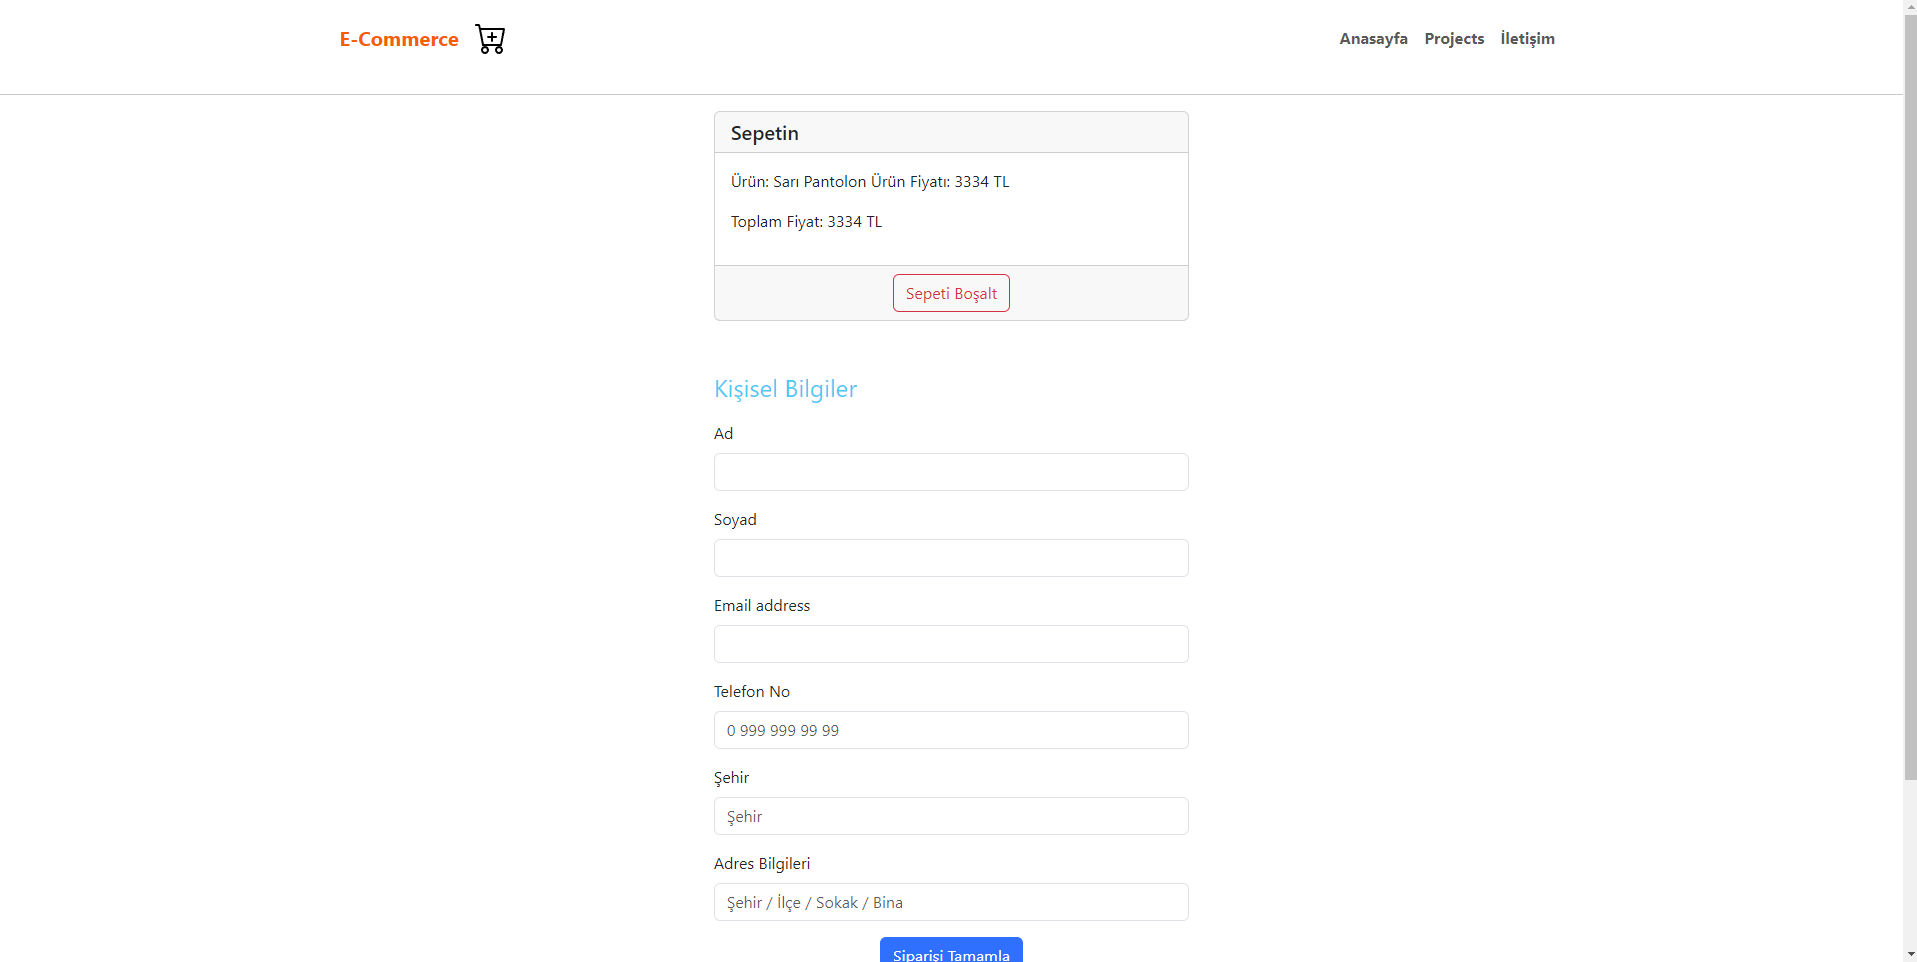 E-Commerce
Anasayfa Projects İletişim
Sepetin
Ürün: Sarı Pantolon Ürün Fiyatı: 3334 TL
Toplam Fiyat: 3334 TL
Sepeti Boşalt
Kişisel Bilgiler
Ad
Soyad
Email address
Telefon No
0 999 999 99 99
Şehir
Şehir
Adres Bilgileri
Şehir / İlçe / Sokak / Bina
Siparişi Tamamla